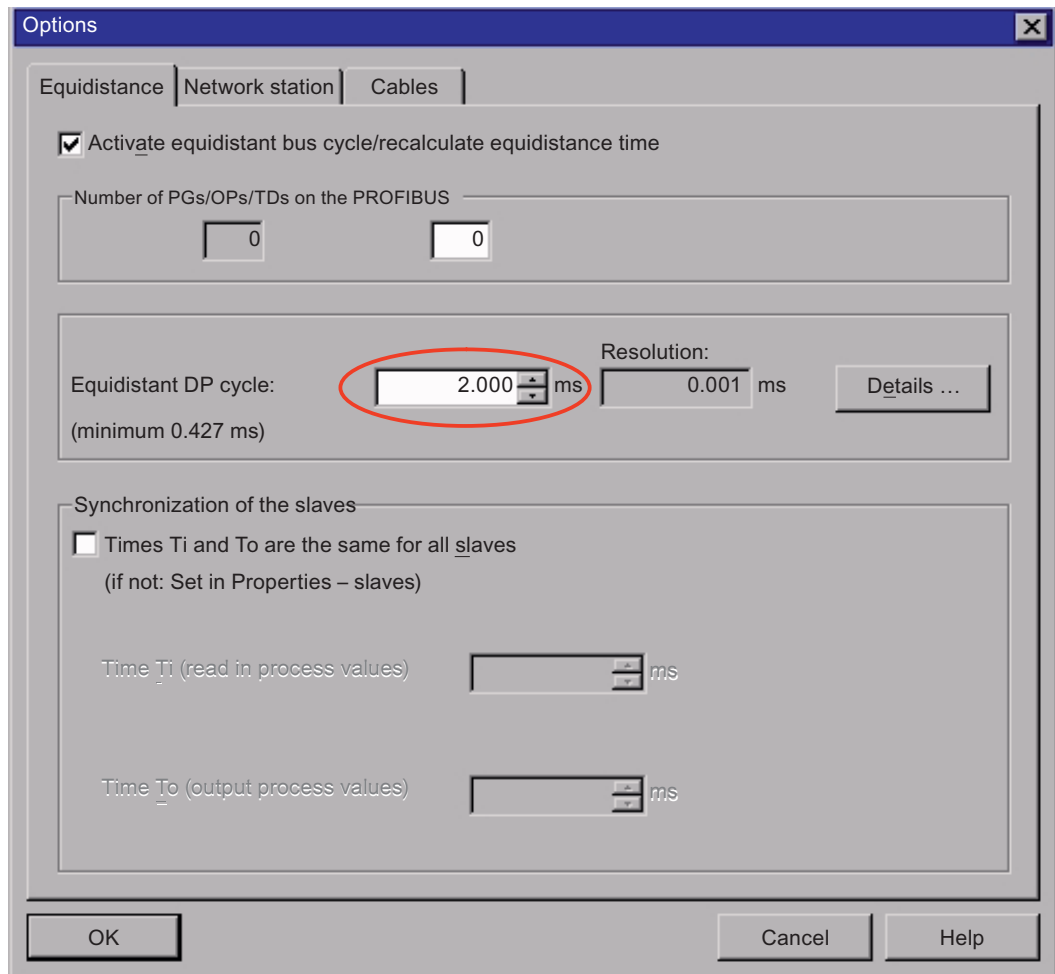 Options
Equidistance Network station Cables
Activate equidistant bus cycle/recalculate equidistance time
Number of PGs/OPs/TDs on the PROFIBUS
0 0
Resolution:
Equidistant DP cycle: 2.000 ms 0.001 ms Details …
(minimum 0.427 ms)
Synchronization of the slaves
Times Ti and To are the same for all slaves
(if not: Set in Properties – slaves)
Time Ti (read in process values) ms
Time To (output process values) ms
OK Cancel Help